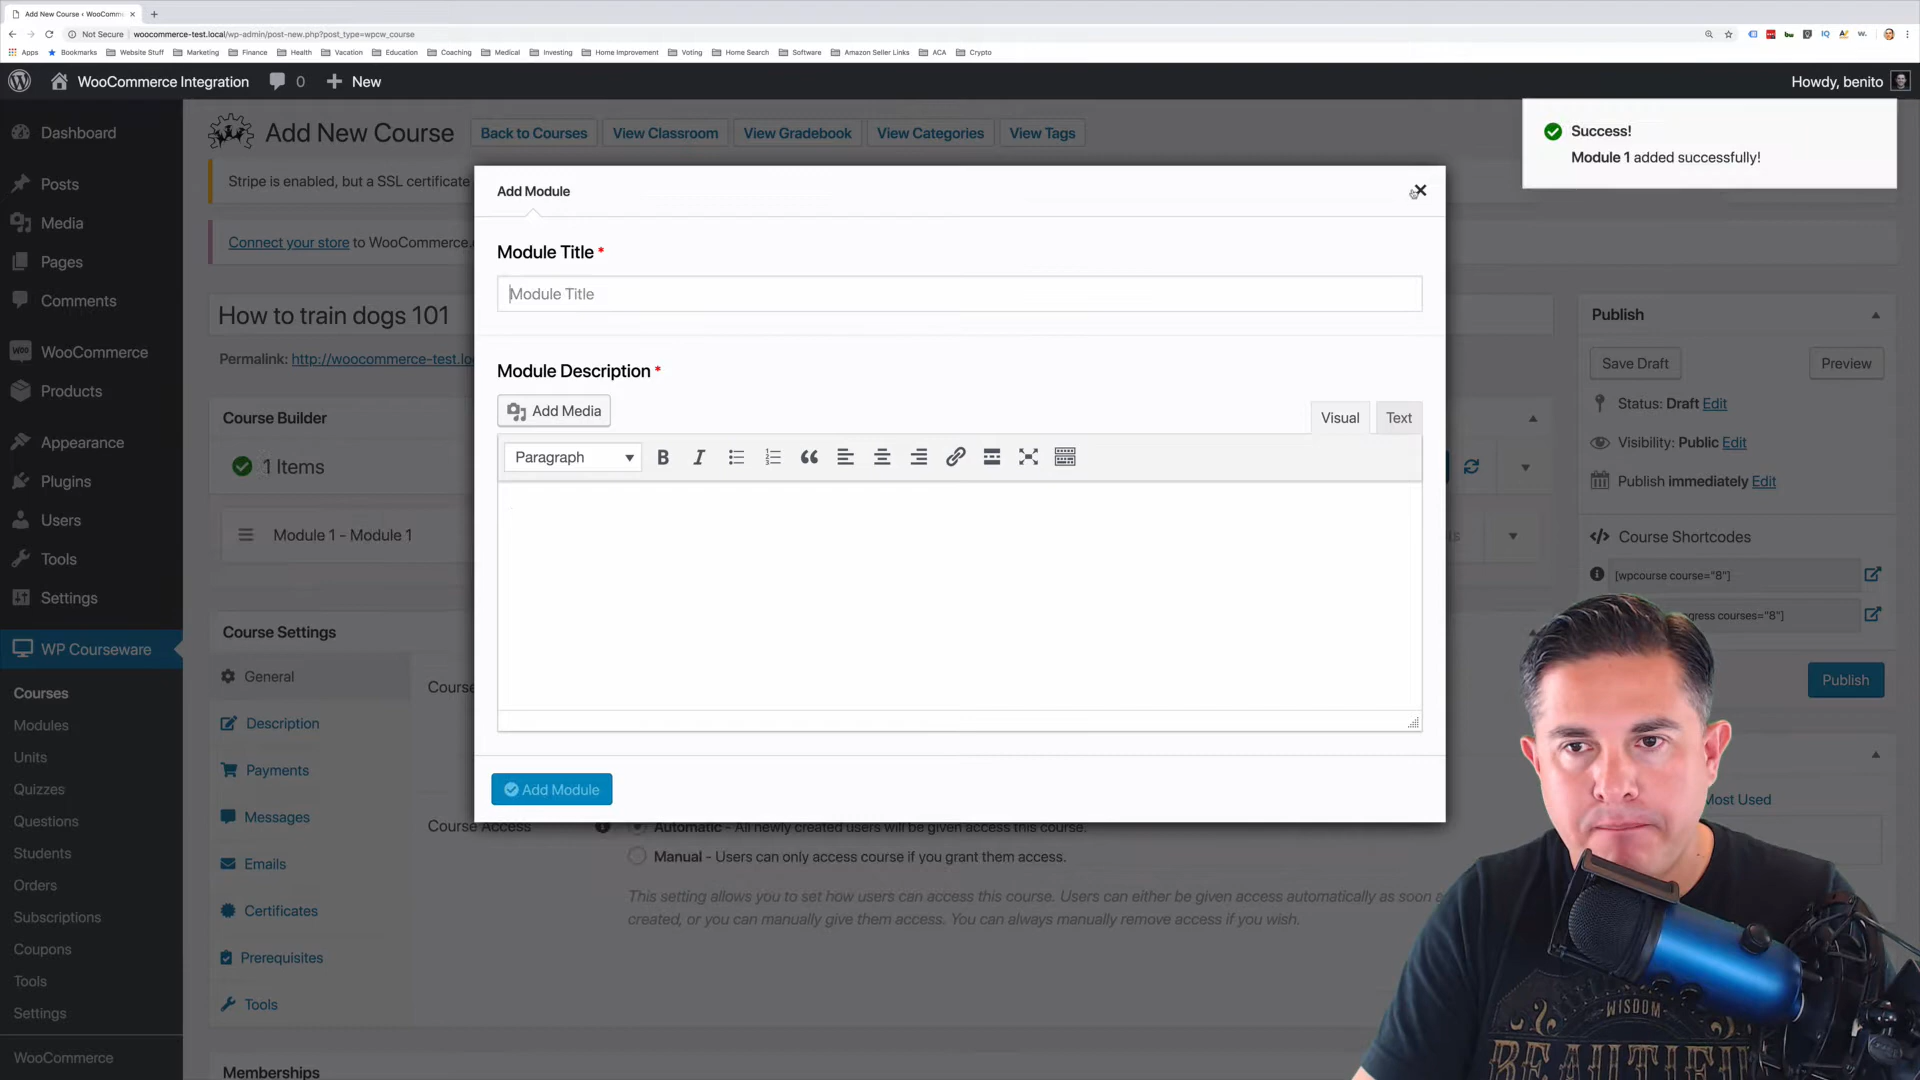 Add New Course ‹ WooComm
Not Secure woocommerce-test.local/wp-admin/post-new.php?post_type=wpcw_course
Apps Bookmarks Website Stuff Marketing Finance Health Vacation Education Coaching Medical Investing Home Improvement Voting Home Search Software Amazon Seller Links ACA Crypto
WooCommerce Integration 0 New Howdy, benito
Dashboard
Posts
Media
Pages
Comments
WooCommerce
Products
Appearance
Plugins
Users
Tools
Settings
WP Courseware
Courses
Modules
Units
Quizzes
Questions
Students
Orders
Subscriptions
Coupons
Tools
Settings
WooCommerce
Add New Course Back to Courses View Classroom View Gradebook View Categories View Tags
Stripe is enabled, but a SSL certificate
Connect your store to WooCommerce.
How to train dogs 101
Permalink: http://woocommerce-test.lo
Course Builder
1 Items
Module 1 - Module 1
Course Settings
General
Description
Payments
Messages
Emails
Certificates
Prerequisites
Tools
Memberships
Cours
Course Access
Automatic - All newly created users will be given access this course.
Manual - Users can only access course if you grant them access.
This setting allows you to set how users can access this course. Users can either be given access automatically as soon a
created, or you can manually give them access. You can always manually remove access if you wish.
Add Module
Module Title *
Module Title
Module Description *
Add Media
Visual Text
Paragraph
Add Module
Success!
Module 1 added successfully!
Publish
Save Draft Preview
Status: Draft Edit
Visibility: Public Edit
Publish immediately Edit
Course Shortcodes
[wpcourse course="8"]
gress courses="8"]
Publish
Most Used
WISDOM
BEAUTIFU